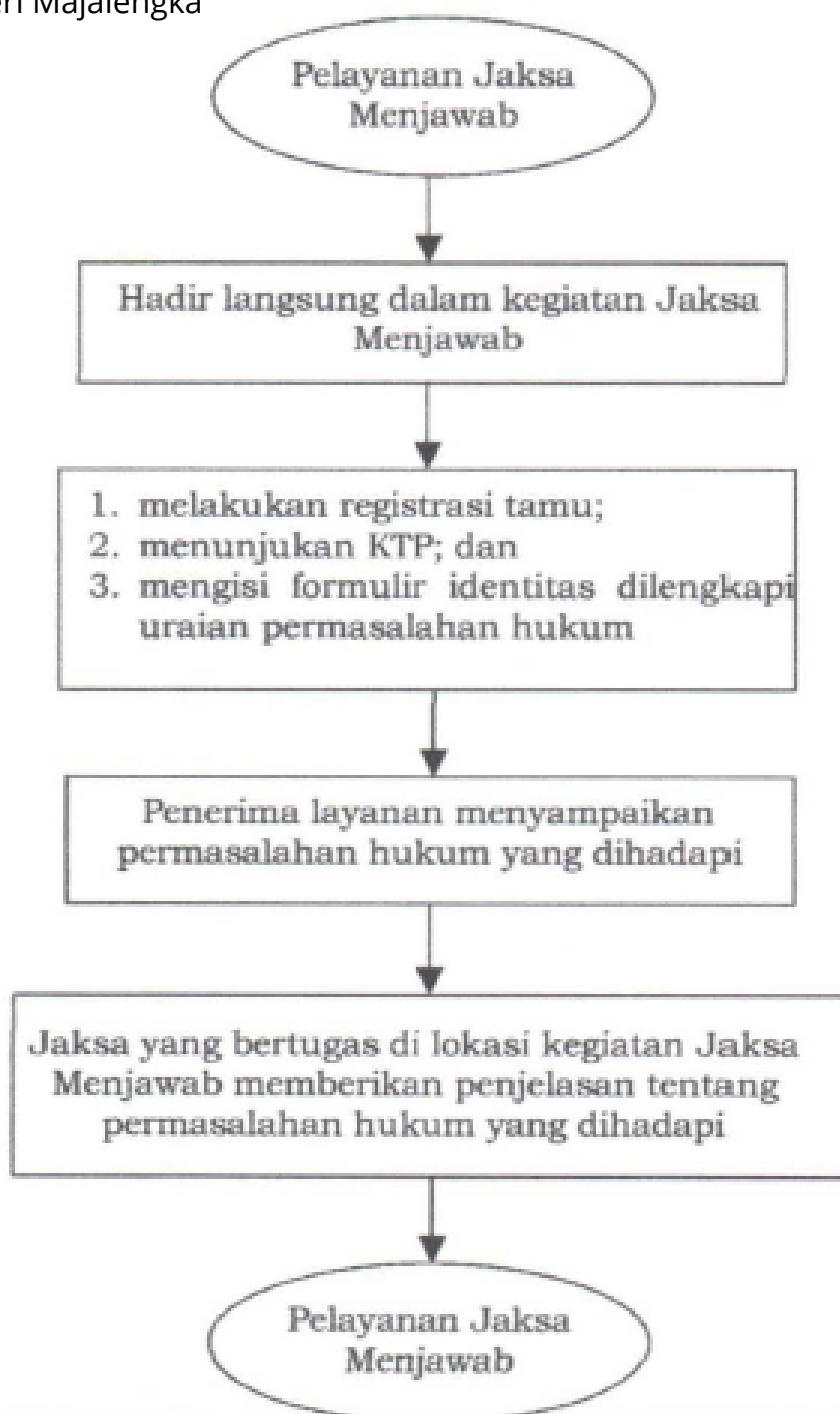 Majalengka
Pelayanan Jaksa
Menjawab
Hadir langsung dalam kegiatan Jaksa
Menjawab
1. melakukan registrasi tamu;
2. menunjukan KTP; dan
3. mengisi formulir identitas dilengkapi
uraian permasalahan hukum
Penerima layanan menyampaikan
permasalahan hukum yang dihadapi
Jaksa yang bertugas di lokasi kegiatan Jaksa
Menjawab memberikan penjelasan tentang
permasalahan hukum yang dihadapi
Pelayanan Jaksa
Menjawab